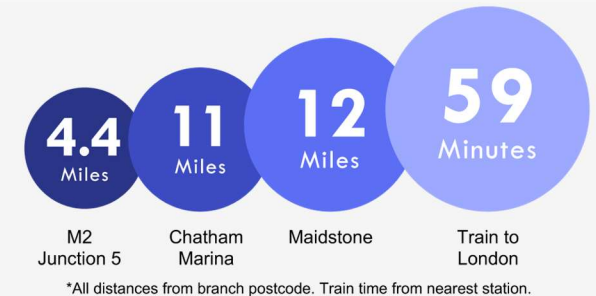 4.4
Miles
11
Miles
12
Miles
59
Minutes
M2
Junction 5
Chatham
Marina
Maidstone
Train to
London
*All distances from branch postcode. Train time from nearest station.